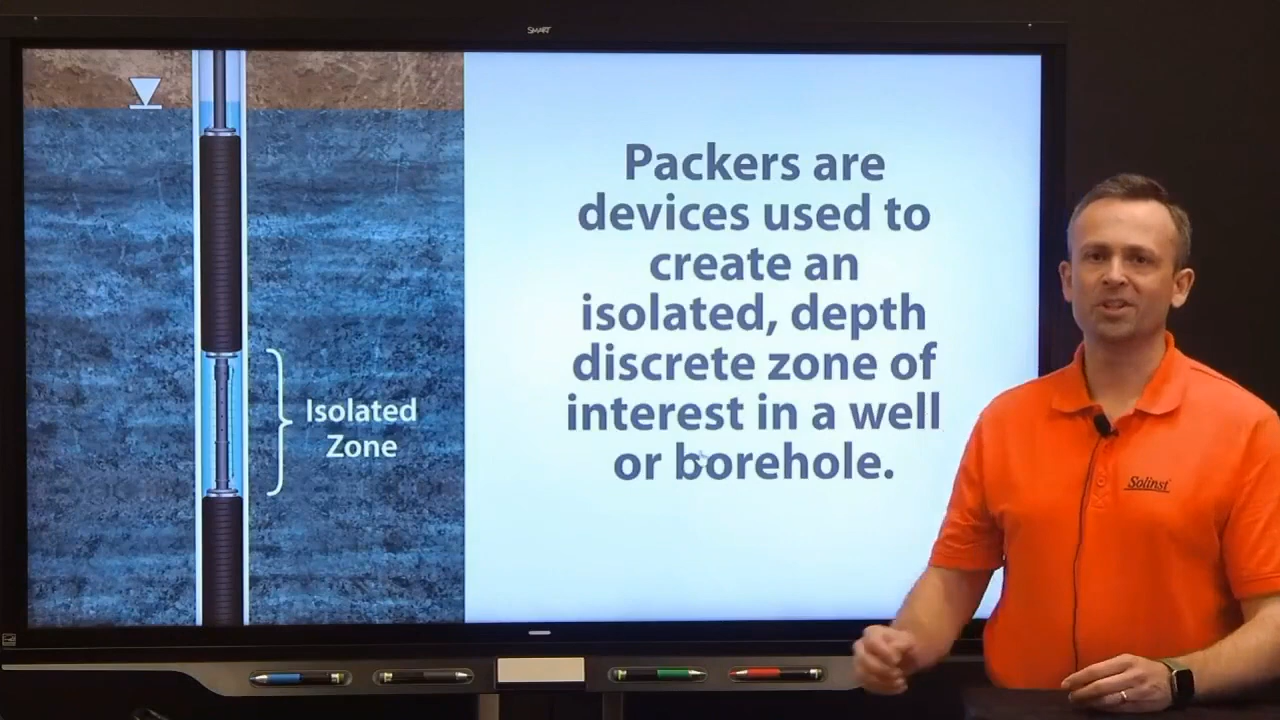 SMART
Packers are
devices used to
create an
isolated, depth
discrete zone of
interest in a well
or borehole.
Isolated
Zone
Solinst